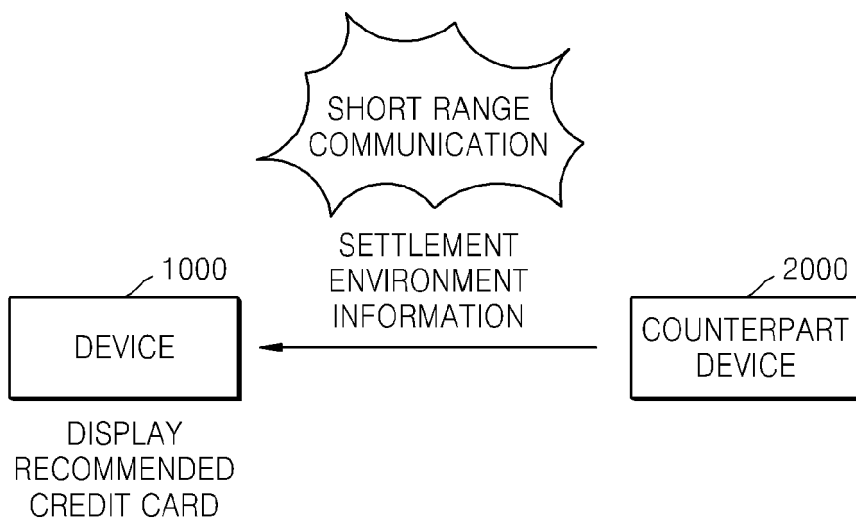 SHORT RANGE
COMMUNICATION
SETTLEMENT
ENVIRONMENT
INFORMATION
1000
2000
DEVICE
COUNTERPART
DEVICE
DISPLAY
RECOMMENDED
CREDIT CARD